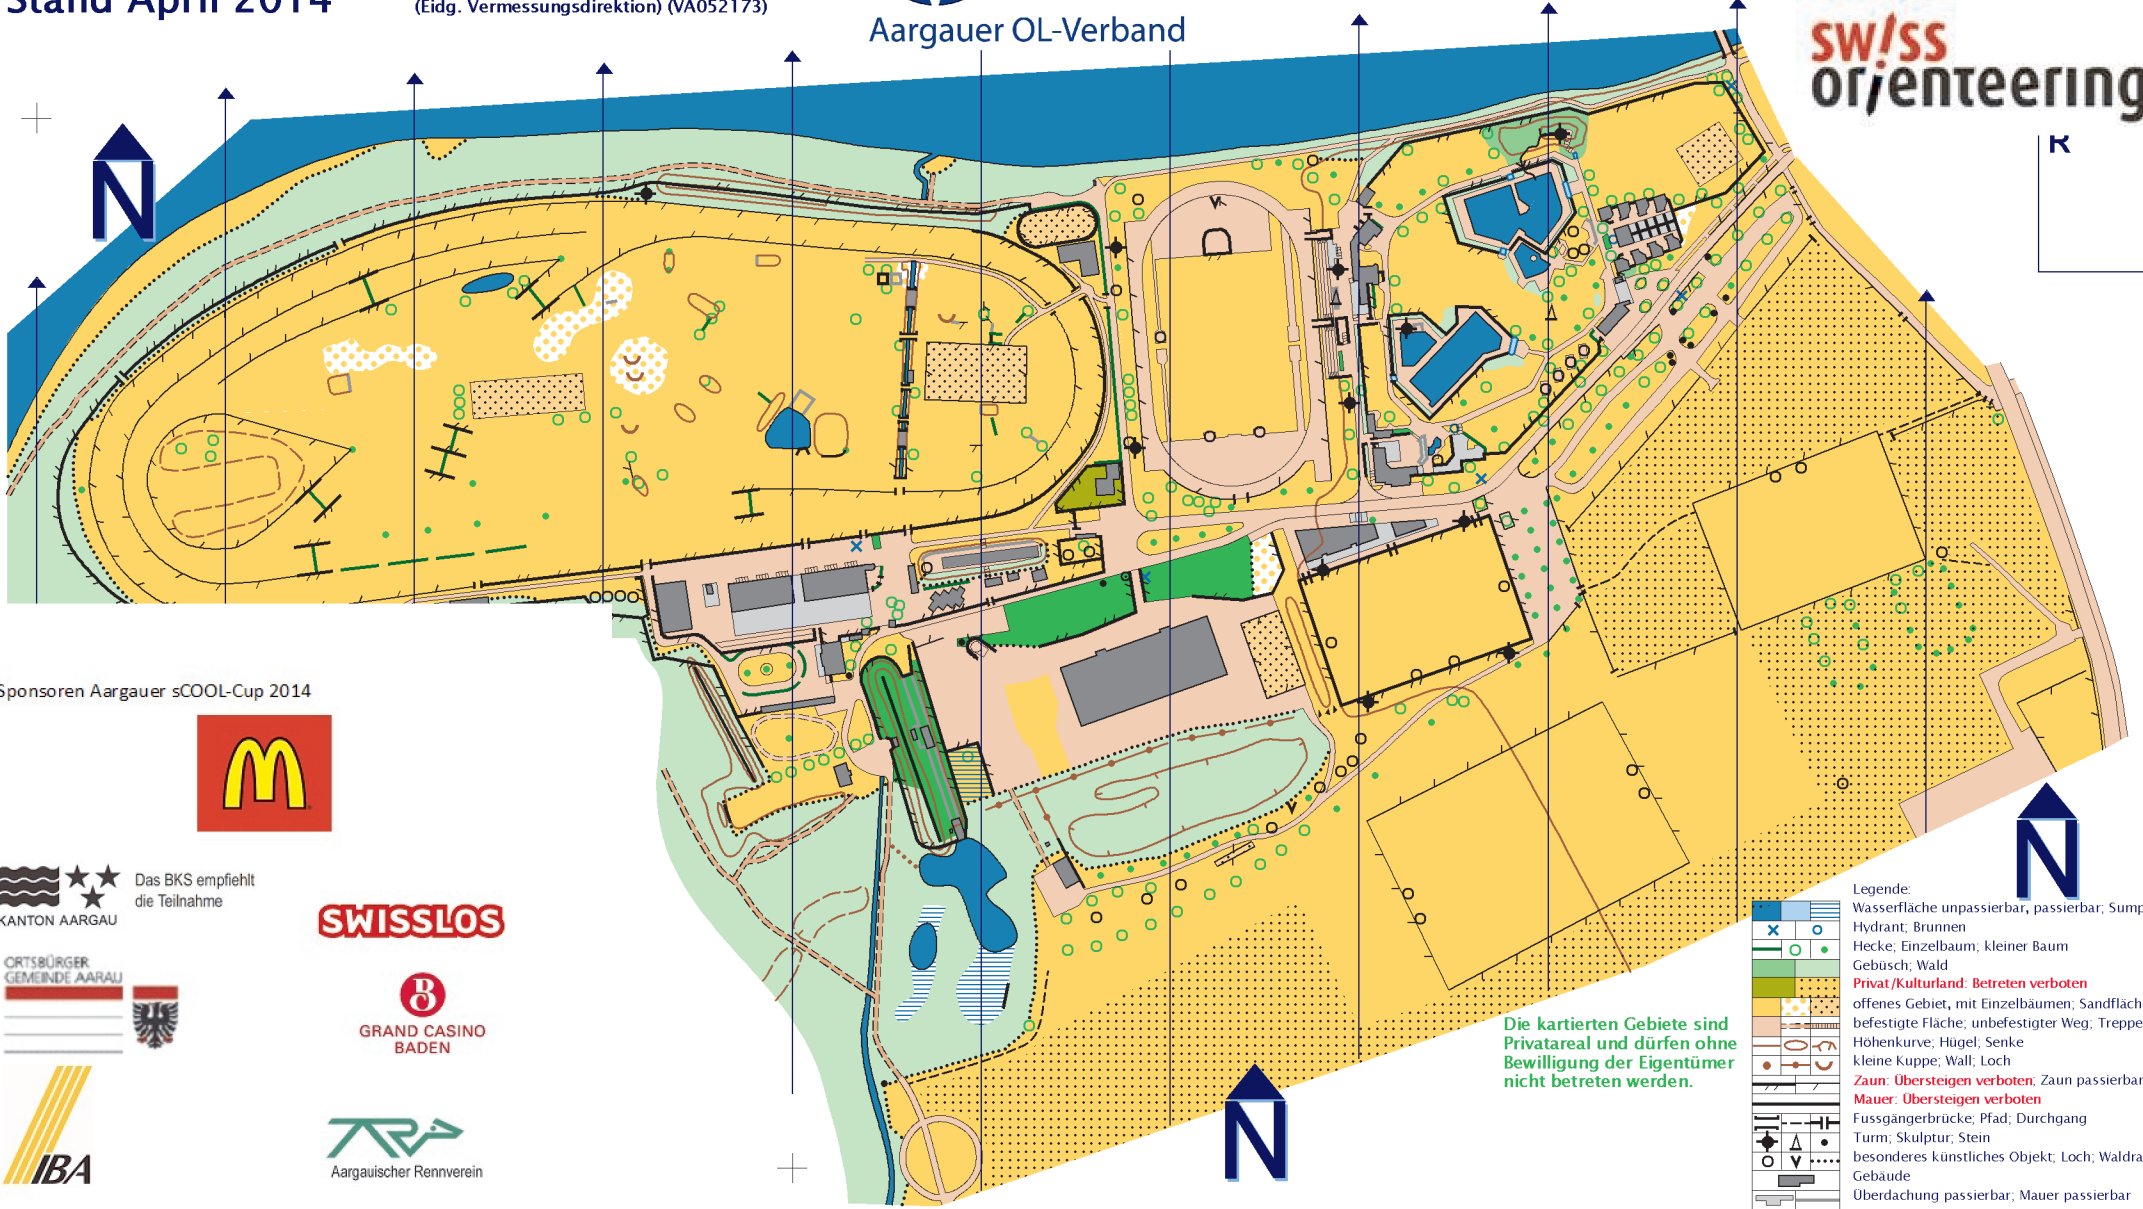 Stand April 2014
(Eidg. Vermessungsdirektion) (VA052173)
Aargauer OL-Verband
swiss
orienteering
R
N
Sponsoren Aargauer sCOOL-Cup 2014
M
KANTON AARGAU
Das BKS empfiehlt
die Teilnahme
SWISSLOS
ORTSBÜRGER
GEMEINDE AARAU
B
GRAND CASINO
BADEN
IBA
ARV
Aargauischer Rennverein
N
N
Die kartierten Gebiete sind
Privatareal und dürfen ohne
Bewilligung der Eigentümer
nicht betreten werden.
Legende:
Wasserfläche unpassierbar, passierbar; Sump
Hydrant; Brunnen
Hecke; Einzelbaum; kleiner Baum
Gebüsch; Wald
Privat/Kulturland: Betreten verboten
offenes Gebiet, mit Einzelbäumen; Sandfläch
befestigte Fläche; unbefestigter Weg; Treppe
Höhenkurve; Hügel; Senke
kleine Kuppe; Wall; Loch
Zaun: Übersteigen verboten; Zaun passierbar
Mauer: Übersteigen verboten
Fussgängerbrücke; Pfad; Durchgang
Turm; Skulptur; Stein
besonderes künstliches Objekt; Loch; Waldra
Gebäude
Überdachung passierbar; Mauer passierbar